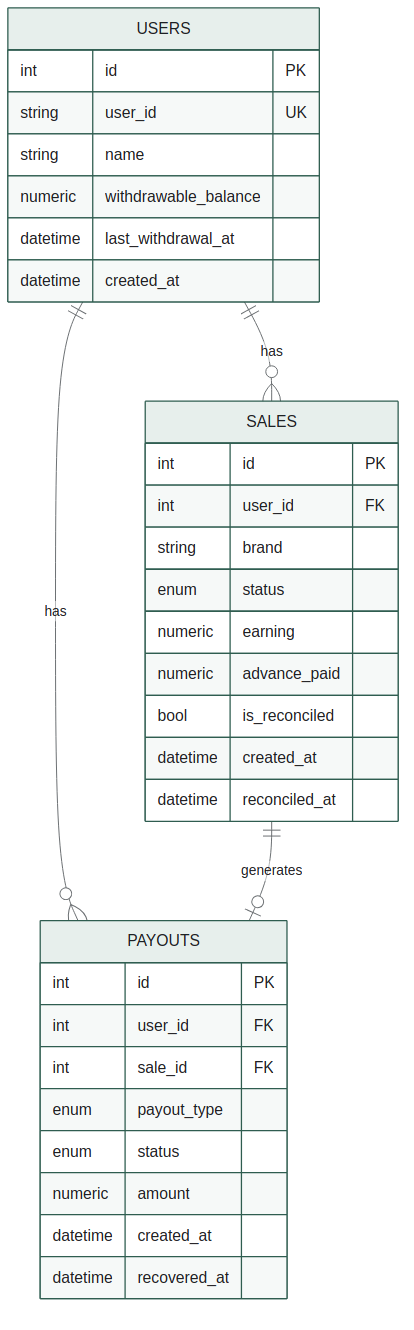 USERS
int id PK
string user_id UK
string name
numeric withdrawable_balance
datetime last_withdrawal_at
datetime created_at
has
SALES
int id PK
int user_id FK
string brand
enum status
numeric earning
numeric advance_paid
bool is_reconciled
datetime created_at
datetime reconciled_at
has
generates
PAYOUTS
int id PK
int user_id FK
int sale_id FK
enum payout_type
enum status
numeric amount
datetime created_at
datetime recovered_at